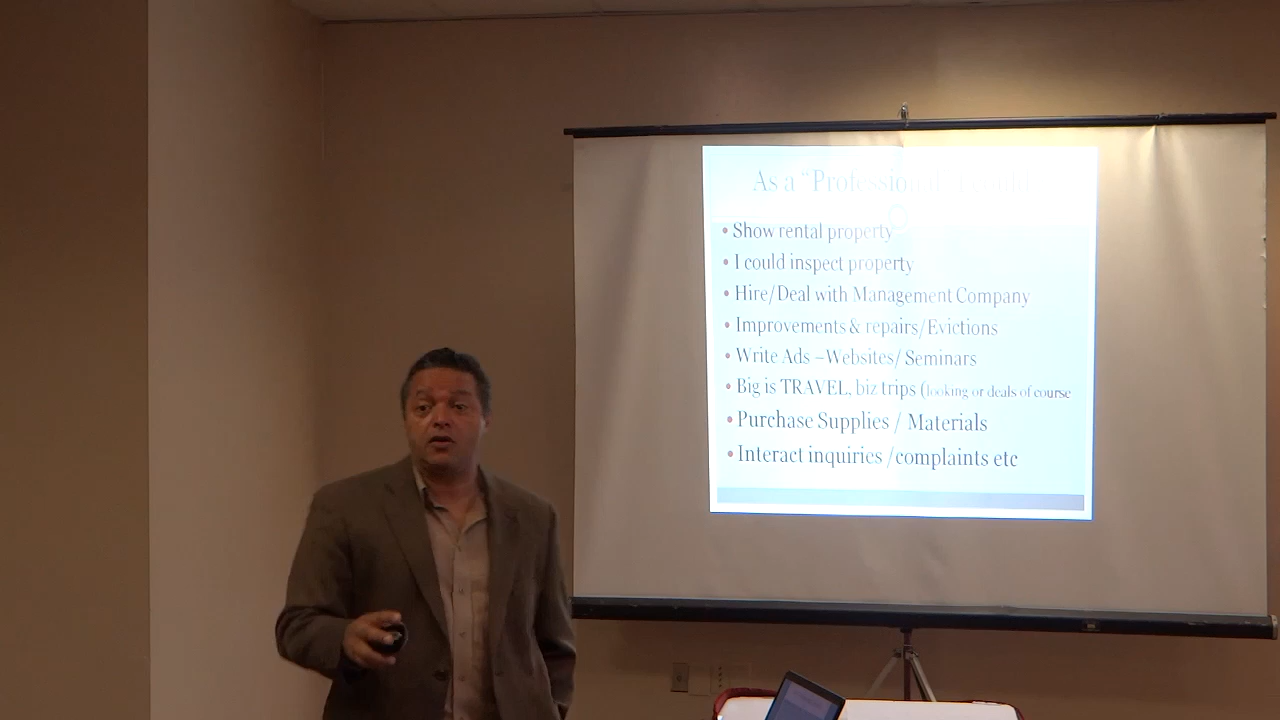 As a “Profession
• Show rental property
• I could inspect property
• Hire/Deal with Management Company
• Improvements & repairs/Evictions
• Write Ads –Websites/ Seminars
• Big is TRAVEL. biz trips (looking or deals of course
• Purchase Supplies / Materials
• Interact inquiries /complaints etc